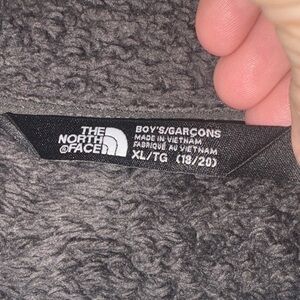 THE
NORTH
FACE
BOY'S/GARÇONS
MADE IN VIETNAM
FABRIQUÉ AU VIETNAM
XL/TG (18/20)